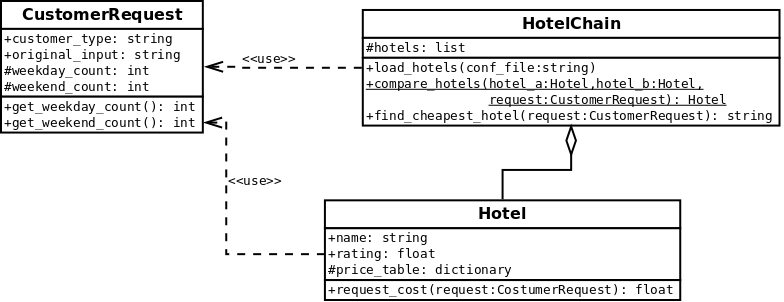 CustomerRequest
+customer_type: string
+original_input: string
#weekday_count: int
#weekend_count: int
+get_weekday_count(): int
+get_weekend_count(): int
<<use>>
HotelChain
#hotels: list
+load_hotels(conf_file:string)
+compare_hotels(hotel_a:Hotel,hotel_b:Hotel,
request:CustomerRequest): Hotel
+find_cheapest_hotel(request:CustomerRequest): string
<<use>>
Hotel
+name: string
+rating: float
#price_table: dictionary
+request_cost(request:CostumerRequest): float